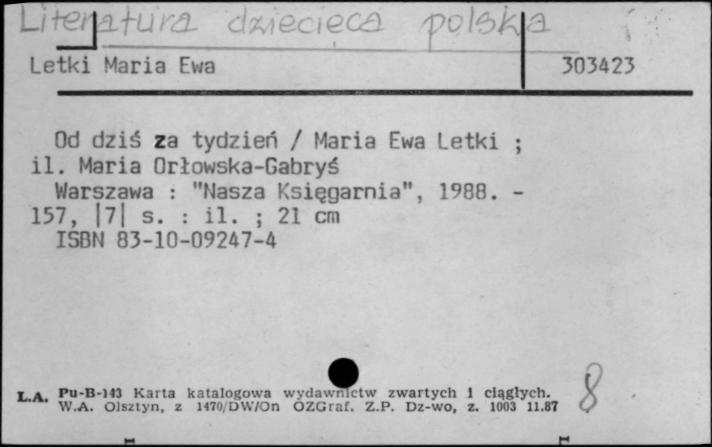 Literatura dziecięca polska
Letki Maria Ewa 303423
Od dziś za tydzień / Maria Ewa Letki ;
il. Maria Orłowska-Gabryś
Warszawa : "Nasza Księgarnia", 1988. -
157, |7| s. : il. ; 21 cm
ISBN 83-10-09247-4
8
L.A. Pu-B-143 Karta katalogowa wydawnictw zwartych i ciągłych.
W.A. Olsztyn, z 1470/DW/On OZGraf. Z.P. Dz-wo, z. 1003 11.87